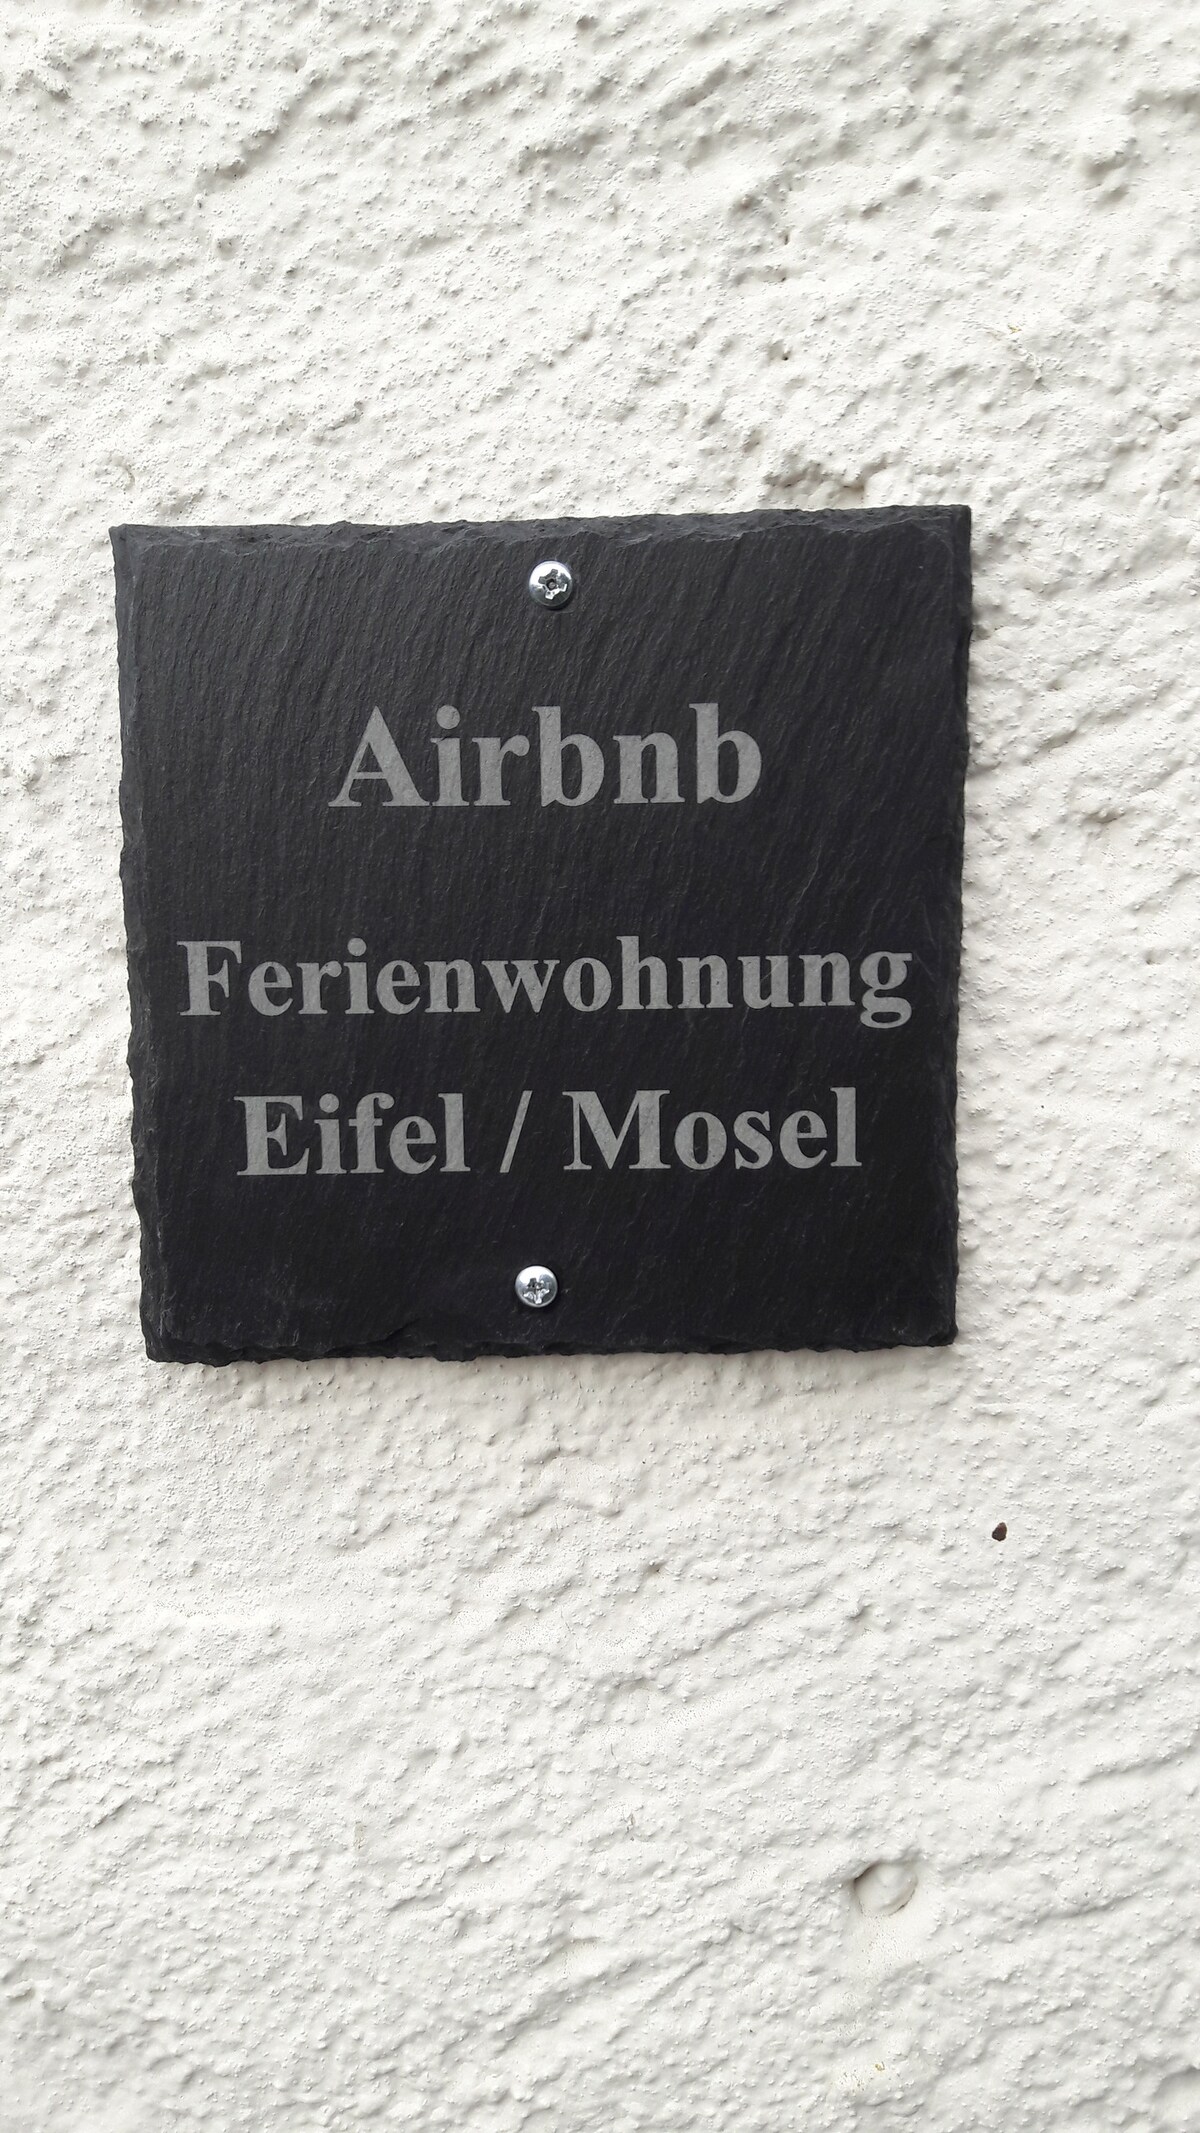 Airbnb
Ferienwohnung
Eifel / Mosel